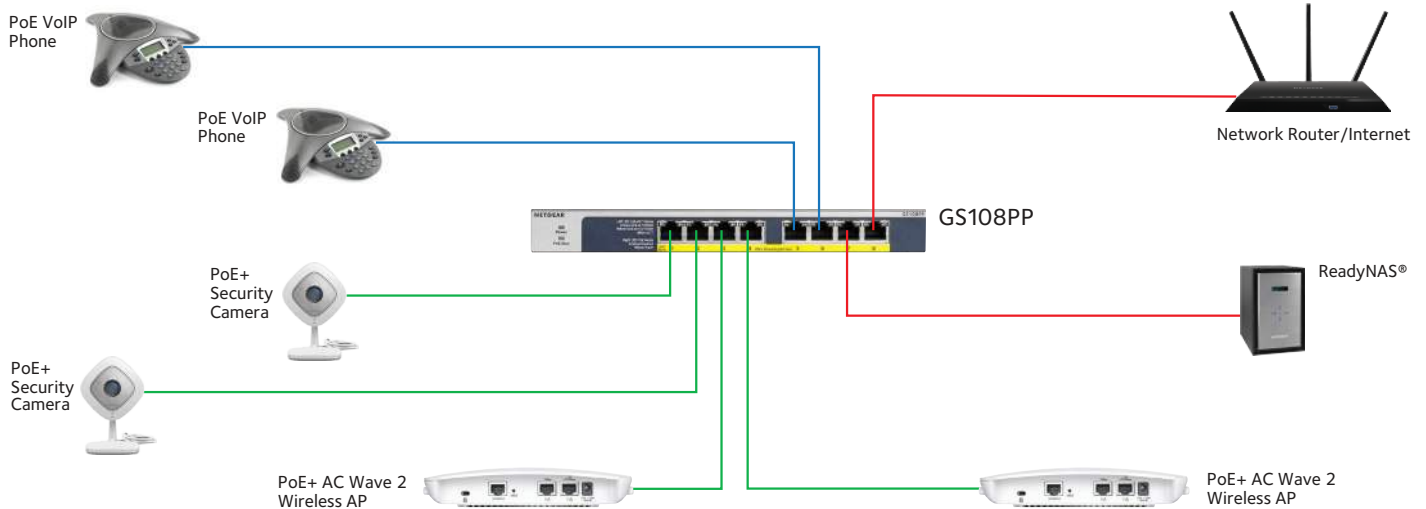 PoE VoIP
Phone
PoE VoIP
Phone
Network Router/Internet
NETGEAR
GS108PP
GS108PP
ReadyNAS®
PoE+
Security
Camera
PoE+
Security
Camera
PoE+ AC Wave 2
Wireless AP
PoE+ AC Wave 2
Wireless AP